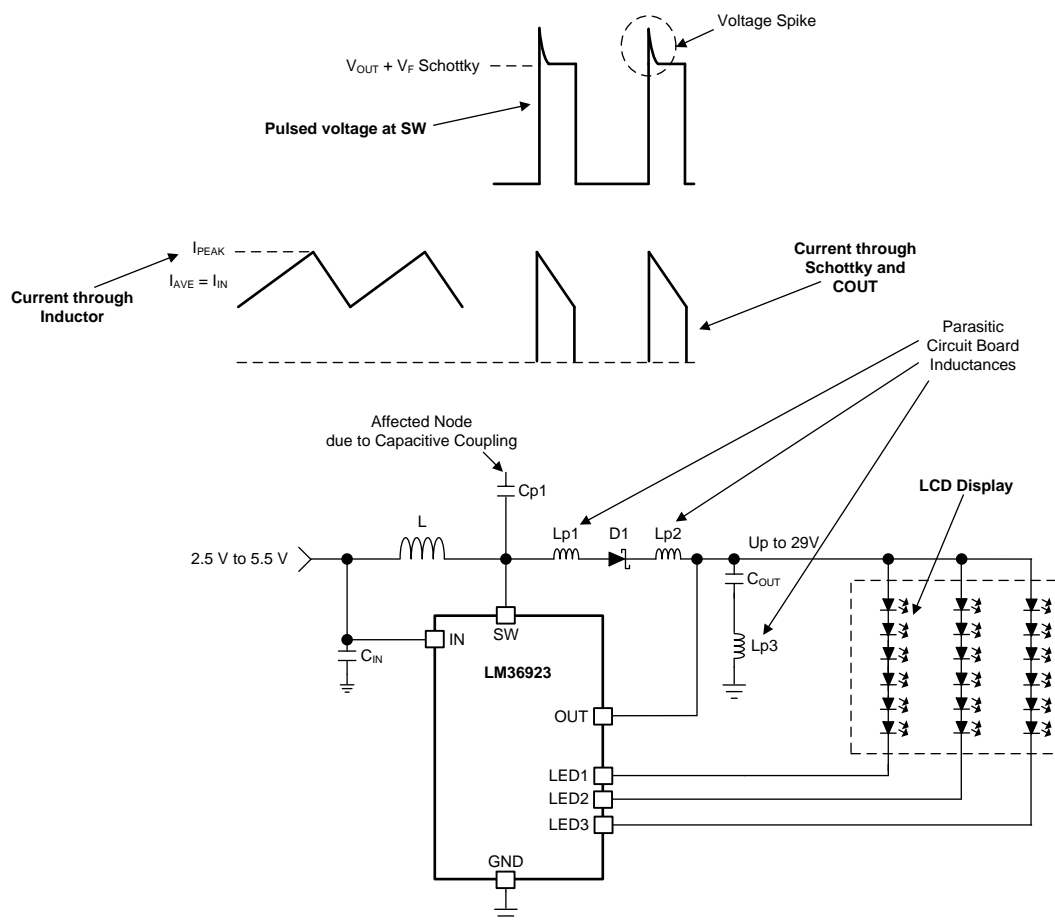 Voltage Spike
V_OUT + V_F Schottky
Pulsed voltage at SW
I_PEAK
I_AVE = I_IN
Current through
Inductor
Current through
Schottky and
COUT
Parasitic
Circuit Board
Inductances
Affected Node
due to Capacitive Coupling
Cp1
LCD Display
L
Lp1
D1
Lp2
2.5 V to 5.5 V
Up to 29V
C_OUT
Lp3
SW
IN
C_IN
LM36923
OUT
LED1
LED2
LED3
GND